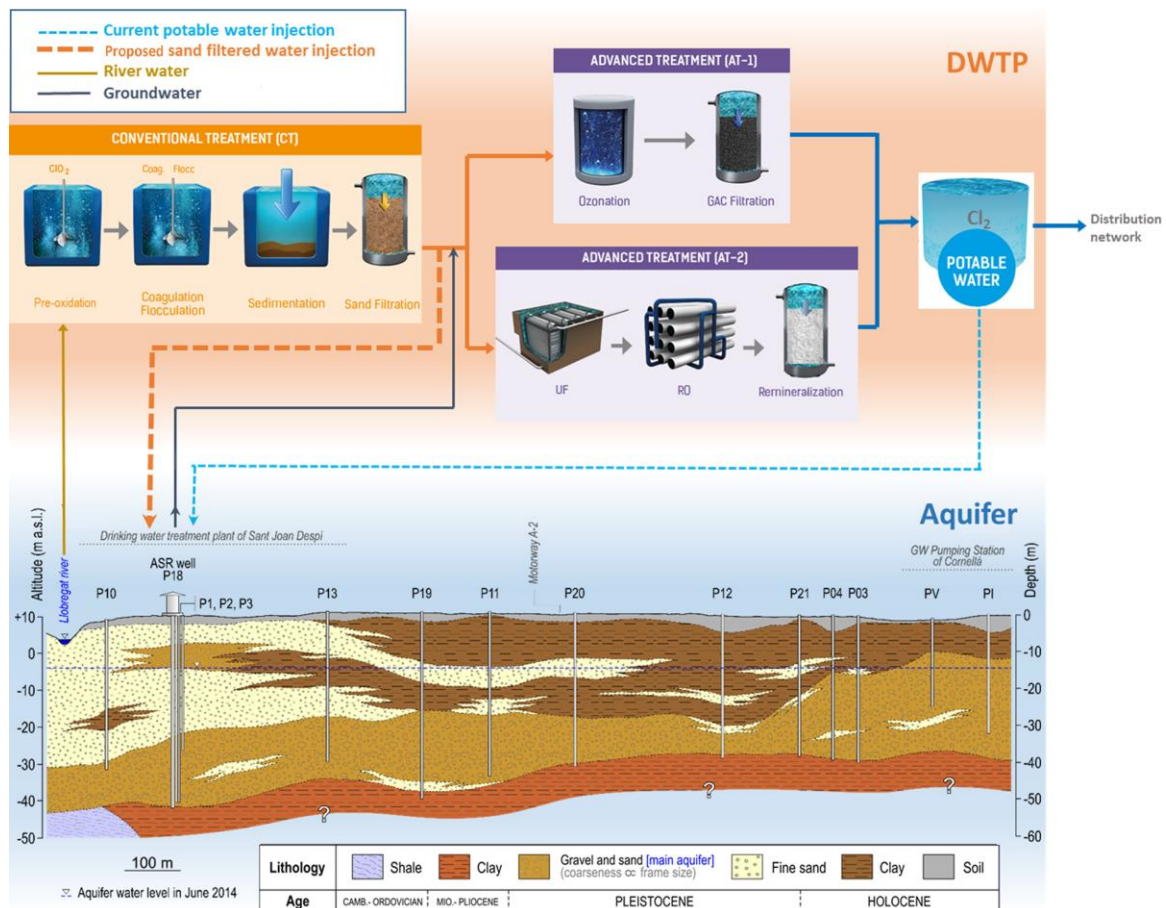 Current potable water injection
Proposed sand filtered water injection
River water
Groundwater
DWTP
CONVENTIONAL TREATMENT (CT)
ClO2
Coag. Flocc
Pre-oxidation
Coagulation
Flocculation
Sedimentation
Sand Filtration
ADVANCED TREATMENT (AT-1)
Ozonation
GAC Filtration
ADVANCED TREATMENT (AT-2)
UF
RO
Remineralization
Cl2
POTABLE
WATER
Distribution
network
Aquifer
Altitude (m a.s.l.)
Llobregat river
Drinking water treatment plant of Sant Joan Despi
ASR well
P18
Motorway A-2
GW Pumping Station
of Cornellà
Depth (m)
P10
P1, P2, P3
P13
P19
P11
P20
P12
P21
P04
P03
PV
PI
+10
0
-10
-20
-30
-40
-50
0
-10
-20
-30
-40
-50
-60
?
?
?
100 m
Aquifer water level in June 2014
Lithology
Shale
Clay
Gravel and sand [main aquifer]
(coarseness ∝ frame size)
Fine sand
Clay
Soil
Age
CAMB.- ORDOVICIAN
MIO.- PLIOCENE
PLEISTOCENE
HOLOCENE